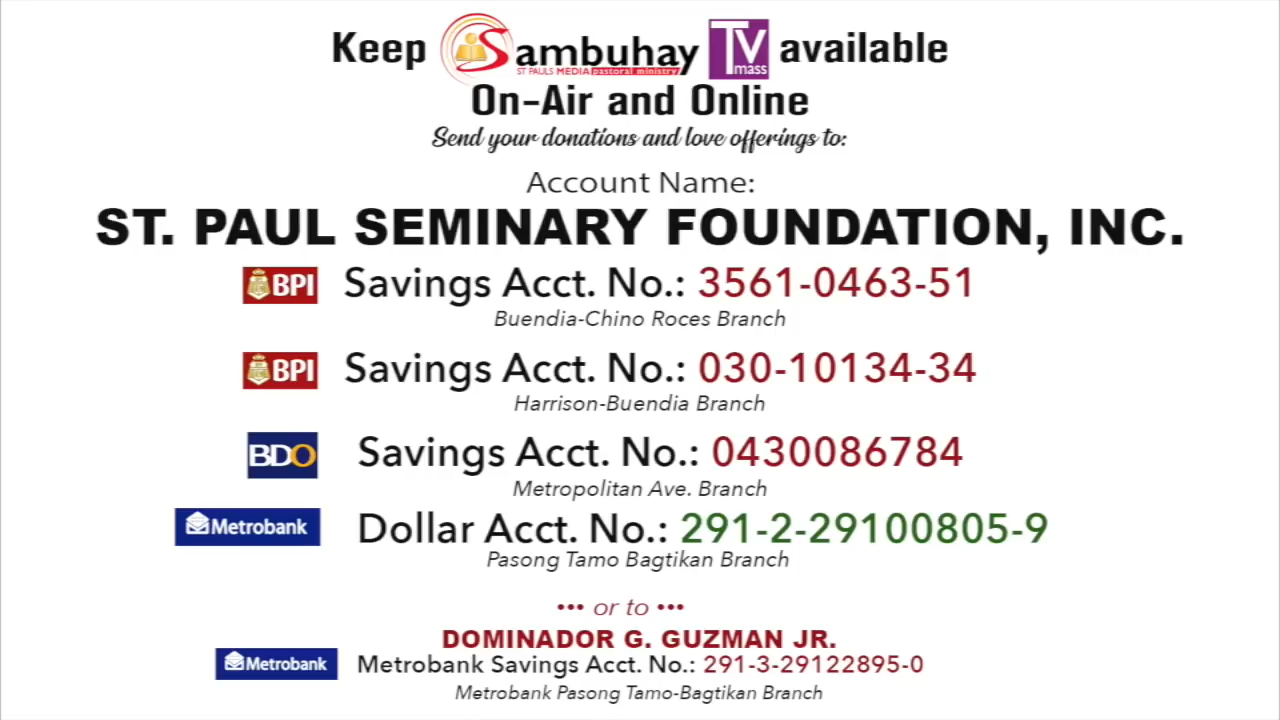 Keep Sambuhay TV mass available
ST PAULS MEDIA pastoral ministry
On-Air and Online
Send your donations and love offerings to:
Account Name:
ST. PAUL SEMINARY FOUNDATION, INC.
BPI Savings Acct. No.: 3561-0463-51
Buendia-Chino Roces Branch
BPI Savings Acct. No.: 030-10134-34
Harrison-Buendia Branch
BDO Savings Acct. No.: 0430086784
Metropolitan Ave. Branch
Metrobank Dollar Acct. No.: 291-2-29100805-9
Pasong Tamo Bagtikan Branch
••• or to •••
DOMINADOR G. GUZMAN JR.
Metrobank Metrobank Savings Acct. No.: 291-3-29122895-0
Metrobank Pasong Tamo-Bagtikan Branch